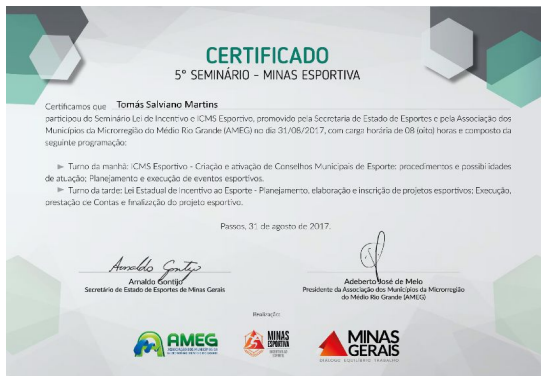 CERTIFICADO
5º SEMINÁRIO - MINAS ESPORTIVA
Certificamos que Tomás Salviano Martins
participou do Seminário Lei de Incentivo e ICMS Esportivo, promovido pela Secretaria de Estado de Esportes e pela Associação dos
Municípios da Microrregião do Médio Rio Grande (AMEG) no dia 31/08/2017, com carga horária de 08 (oito) horas e composto da
seguinte programação:
► Turno da manhã: ICMS Esportivo - Criação e ativação de Conselhos Municipais de Esporte: procedimentos e possibilidades
de atuação; Planejamento e execução de eventos esportivos.
► Turno da tarde: Lei Estadual de Incentivo ao Esporte - Planejamento, elaboração e inscrição de projetos esportivos; Execução,
prestação de Contas e finalização do projeto esportivo.
Passos, 31 de agosto de 2017.
Arnaldo Gontijo
Arnaldo Gontijo
Secretário de Estado de Esportes de Minas Gerais
Adeberto José de Melo
Presidente da Associação dos Municípios da Microrregião
do Médio Rio Grande (AMEG)
Realização:
AMEG
MINAS
ESPORTIVA
MINAS
GERAIS